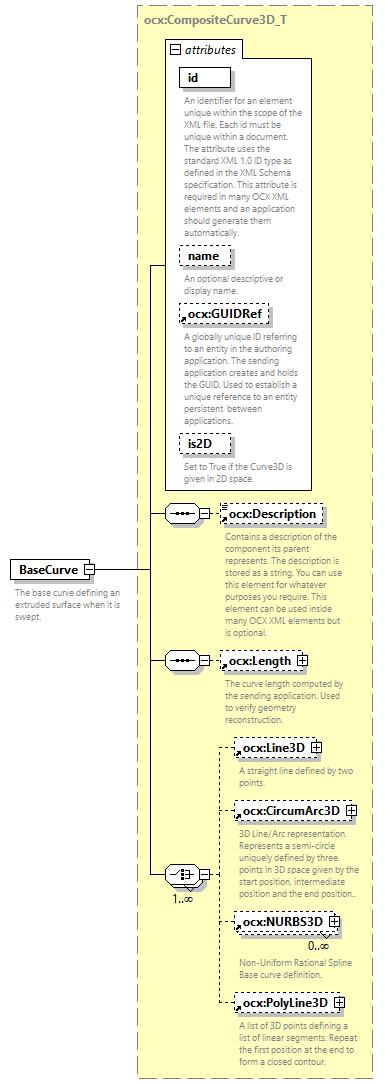 ocx:CompositeCurve3D_T
attributes
id
An identifier for an element
unique within the scope of the
XML file. Each id must be
unique within a document.
The attribute uses the
standard XML 1.0 ID type as
defined in the XML Schema
specification. This attribute is
required in many OCX XML
elements and an application
should generate them
automatically.
name
An optional descriptive or
display name.
ocx:GUIDRef
A globally unique ID referring
to an entity in the authoring
application. The sending
application creates and holds
the GUID. Used to establish a
unique reference to an entity
persistent between
applications.
is2D
Set to True if the Curve3D is
given in 2D space.
BaseCurve
The base curve defining an
extruded surface when it is
swept.
ocx:Description
Contains a description of the
component its parent
represents. The description is
stored as a string. You can use
this element for whatever
purposes you require. This
element can be used inside
many OCX XML elements but
is optional.
ocx:Length
The curve length computed by
the sending application. Used
to verify geometry
reconstruction.
1..∞
ocx:Line3D
A straight line defined by two
points.
ocx:CircumArc3D
3D Line/Arc representation.
Represents a semi-circle
uniquely defined by three
points in 3D space given by the
start position, intermediate
position and the end position..
ocx:NURBS3D
0..∞
Non-Uniform Rational Spline
Base curve definition.
ocx:PolyLine3D
A list of 3D points defining a
list of linear segments. Repeat
the first position at the end to
form a closed contour.